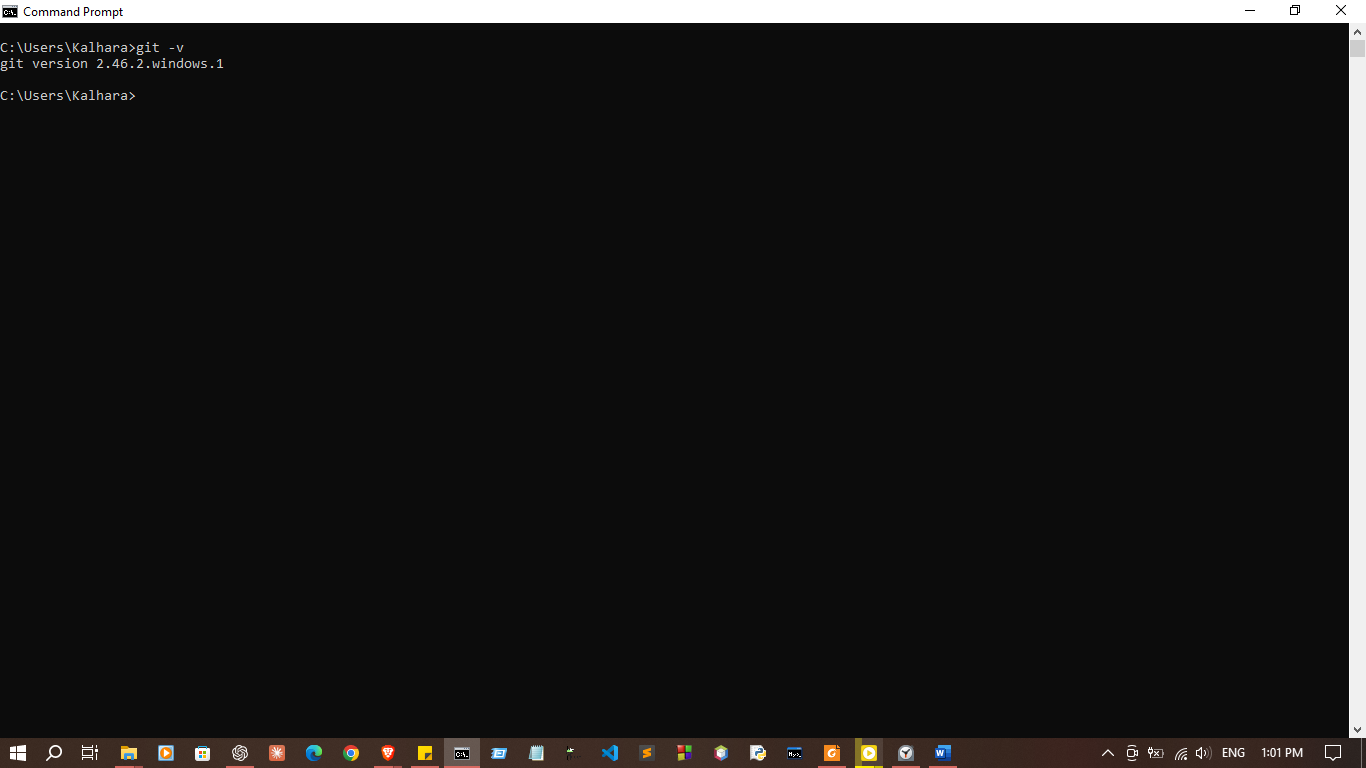 Command Prompt
C:\Users\Kalhara>git -v
git version 2.46.2.windows.1
C:\Users\Kalhara>
ENG
1:01 PM